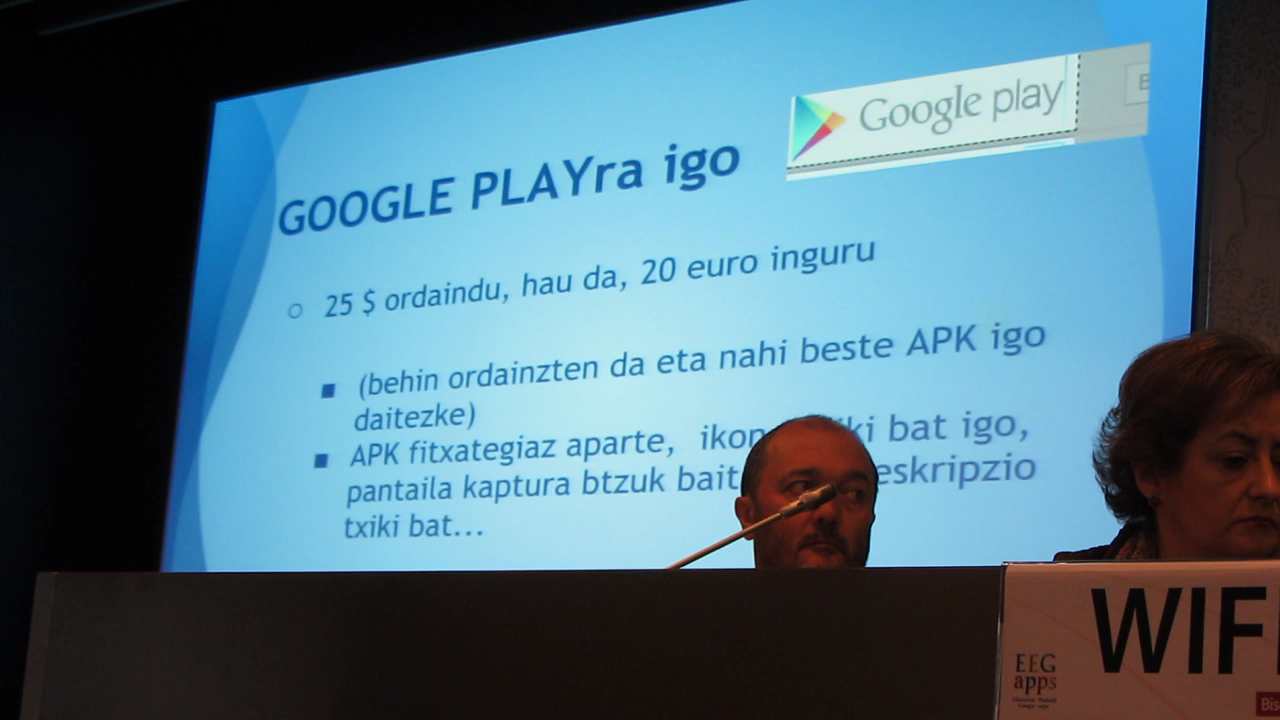 Google play
GOOGLE PLAYra igo
25 $ ordaindu, hau da, 20 euro inguru
(behin ordainzten da eta nahi beste APK igo
daitezke)
APK fitxategiaz aparte, bat igo,
pantaila kaptura btzuk
txiki bat...
WIF
EEG
apps